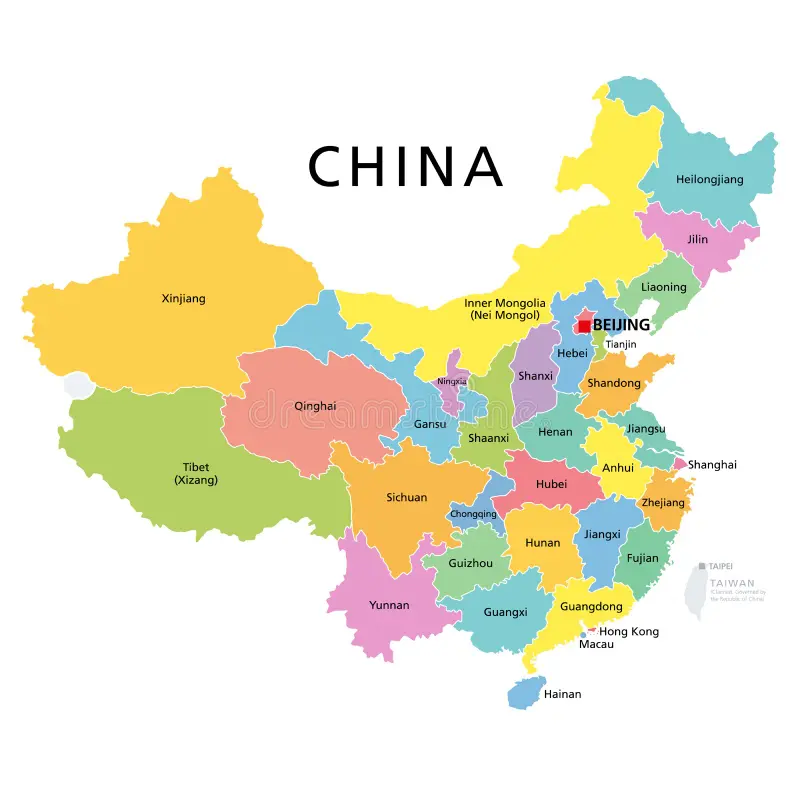 CHINA
Heilongjiang
Jilin
Liaoning
Xinjiang
Inner Mongolia
(Nei Mongol)
BEIJING
Tianjin
Hebei
Shanxi
Ningxia
Shandong
Qinghai
dreamstime
Gansu
Shaanxi
Henan
Jiangsu
Tibet
(Xizang)
Shanghai
Anhui
Sichuan
Hubei
Chongqing
Zhejiang
Hunan
Jiangxi
Fujian
Guizhou
TAIPEI
TAIWAN
(Claimed. Governed by
the Republic of China)
Yunnan
Guangxi
Guangdong
Hong Kong
Macau
Hainan